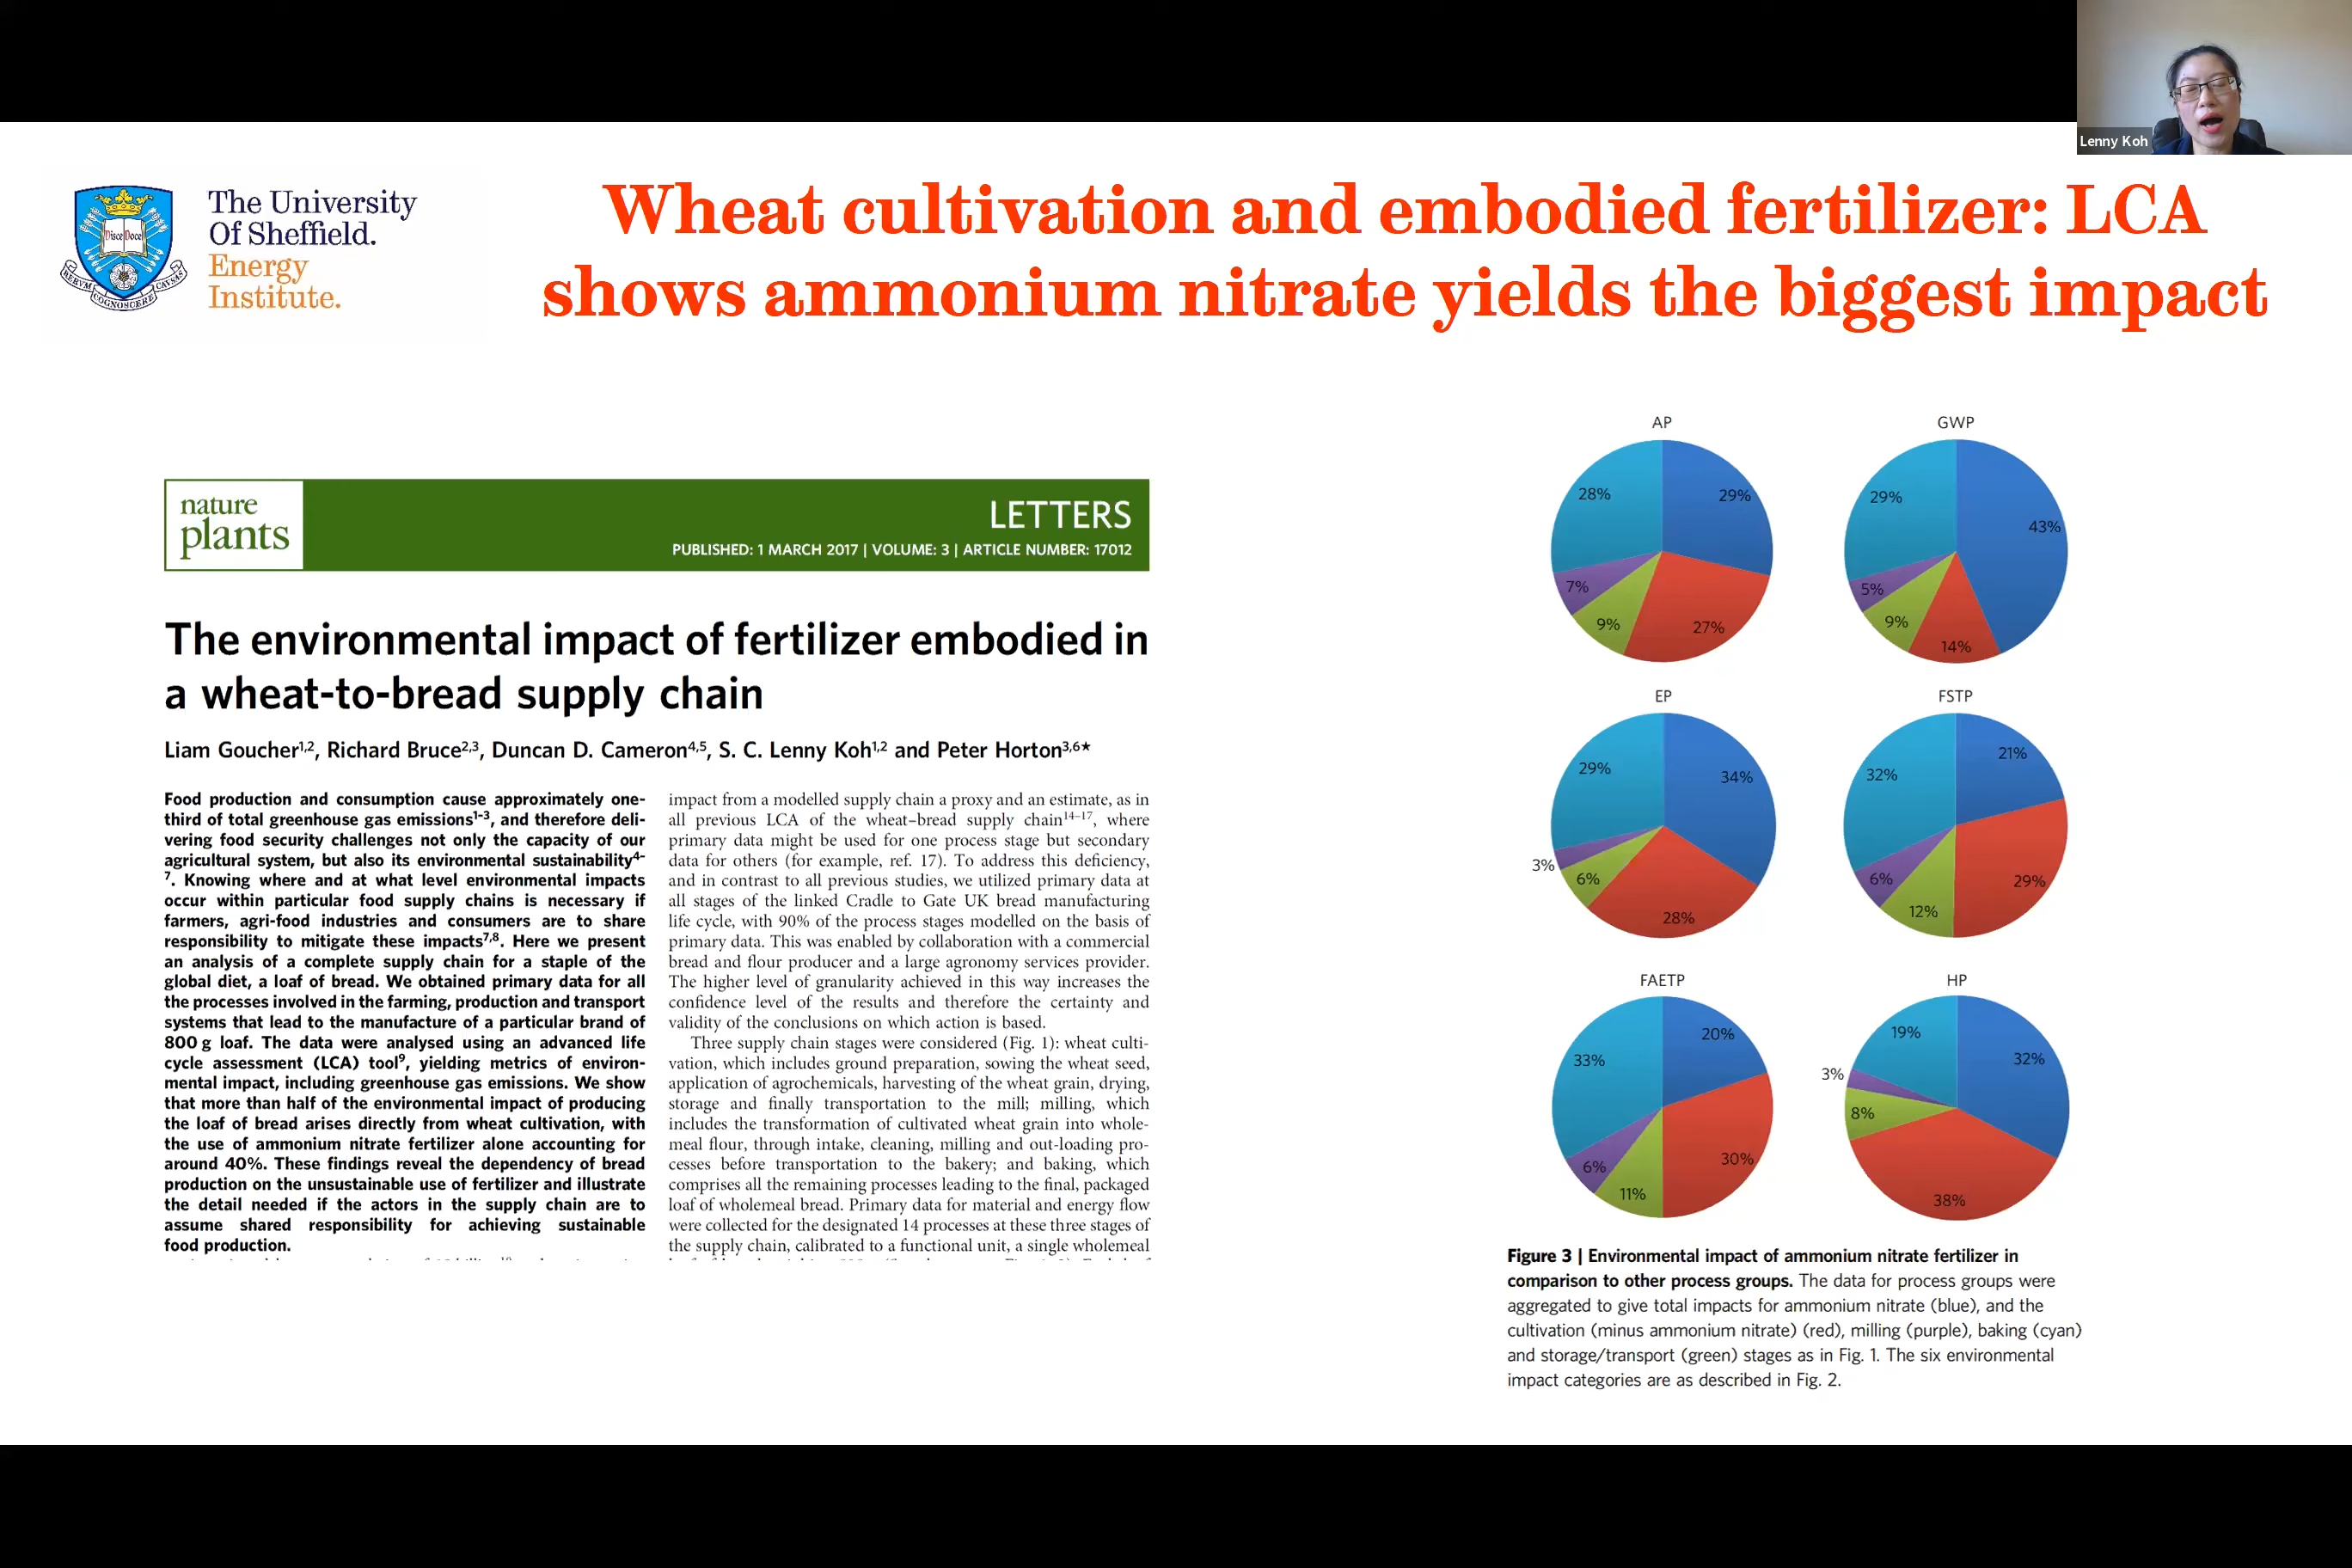 Lenny Koh
The University
Of Sheffield.
Energy
Institute.
Disce Doce
RERVM COGNOSCERE CAVSAS
Wheat cultivation and embodied fertilizer: LCA
shows ammonium nitrate yields the biggest impact
nature
plants
LETTERS
PUBLISHED: 1 MARCH 2017 | VOLUME: 3 | ARTICLE NUMBER: 17012
The environmental impact of fertilizer embodied in
a wheat-to-bread supply chain
Liam Goucher1,2, Richard Bruce2,3, Duncan D. Cameron4,5, S. C. Lenny Koh1,2 and Peter Horton3,6★
Food production and consumption cause approximately one-
third of total greenhouse gas emissions1–3, and therefore deli-
vering food security challenges not only the capacity of our
agricultural system, but also its environmental sustainability4–
7. Knowing where and at what level environmental impacts
occur within particular food supply chains is necessary if
farmers, agri-food industries and consumers are to share
responsibility to mitigate these impacts7,8. Here we present
an analysis of a complete supply chain for a staple of the
global diet, a loaf of bread. We obtained primary data for all
the processes involved in the farming, production and transport
systems that lead to the manufacture of a particular brand of
800 g loaf. The data were analysed using an advanced life
cycle assessment (LCA) tool9, yielding metrics of environ-
mental impact, including greenhouse gas emissions. We show
that more than half of the environmental impact of producing
the loaf of bread arises directly from wheat cultivation, with
the use of ammonium nitrate fertilizer alone accounting for
around 40%. These findings reveal the dependency of bread
production on the unsustainable use of fertilizer and illustrate
the detail needed if the actors in the supply chain are to
assume shared responsibility for achieving sustainable
food production.
impact from a modelled supply chain a proxy and an estimate, as in
all previous LCA of the wheat–bread supply chain14–17, where
primary data might be used for one process stage but secondary
data for others (for example, ref. 17). To address this deficiency,
and in contrast to all previous studies, we utilized primary data at
all stages of the linked Cradle to Gate UK bread manufacturing
life cycle, with 90% of the process stages modelled on the basis of
primary data. This was enabled by collaboration with a commercial
bread and flour producer and a large agronomy services provider.
The higher level of granularity achieved in this way increases the
confidence level of the results and therefore the certainty and
validity of the conclusions on which action is based.
Three supply chain stages were considered (Fig. 1): wheat culti-
vation, which includes ground preparation, sowing the wheat seed,
application of agrochemicals, harvesting of the wheat grain, drying,
storage and finally transportation to the mill; milling, which
includes the transformation of cultivated wheat grain into whole-
meal flour, through intake, cleaning, milling and out-loading pro-
cesses before transportation to the bakery; and baking, which
comprises all the remaining processes leading to the final, packaged
loaf of wholemeal bread. Primary data for material and energy flow
were collected for the designated 14 processes at these three stages of
the supply chain, calibrated to a functional unit, a single wholemeal
AP
28%
29%
7%
9%
27%
GWP
29%
43%
5%
9%
14%
EP
29%
34%
3%
6%
28%
FSTP
32%
21%
6%
12%
29%
FAETP
33%
20%
6%
11%
30%
HP
19%
32%
3%
8%
38%
Figure 3 | Environmental impact of ammonium nitrate fertilizer in
comparison to other process groups. The data for process groups were
aggregated to give total impacts for ammonium nitrate (blue), and the
cultivation (minus ammonium nitrate) (red), milling (purple), baking (cyan)
and storage/transport (green) stages as in Fig. 1. The six environmental
impact categories are as described in Fig. 2.